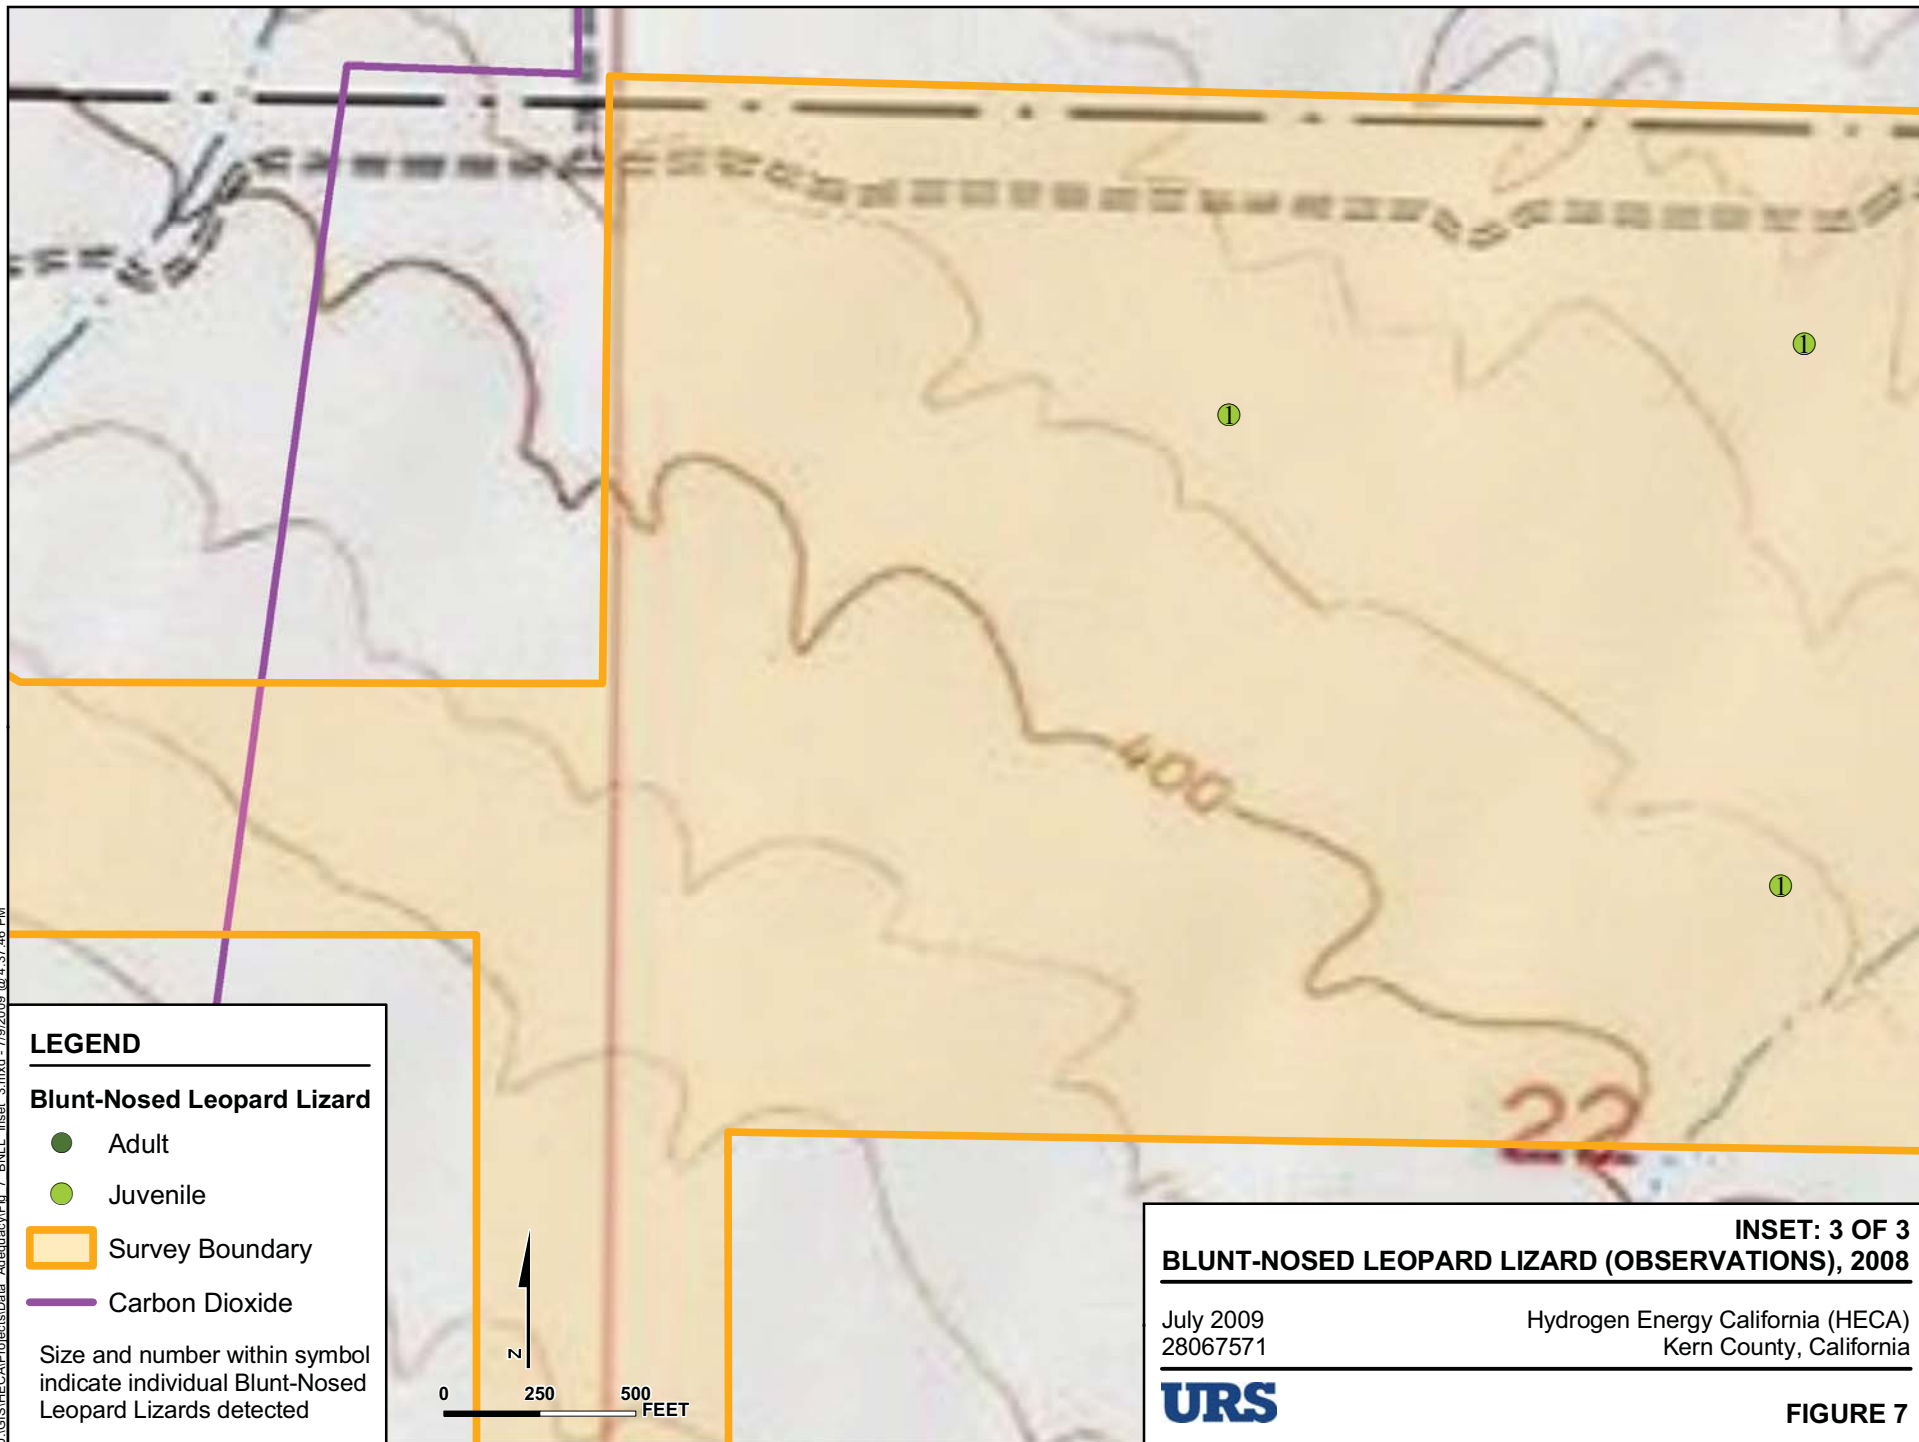 1
1
400
1
22
LEGEND
Blunt-Nosed Leopard Lizard
Adult
Juvenile
Survey Boundary
Carbon Dioxide
Size and number within symbol
indicate individual Blunt-Nosed
Leopard Lizards detected
N
0 250 500
FEET
INSET: 3 OF 3
BLUNT-NOSED LEOPARD LIZARD (OBSERVATIONS), 2008
July 2009 Hydrogen Energy California (HECA)
28067571 Kern County, California
URS
FIGURE 7